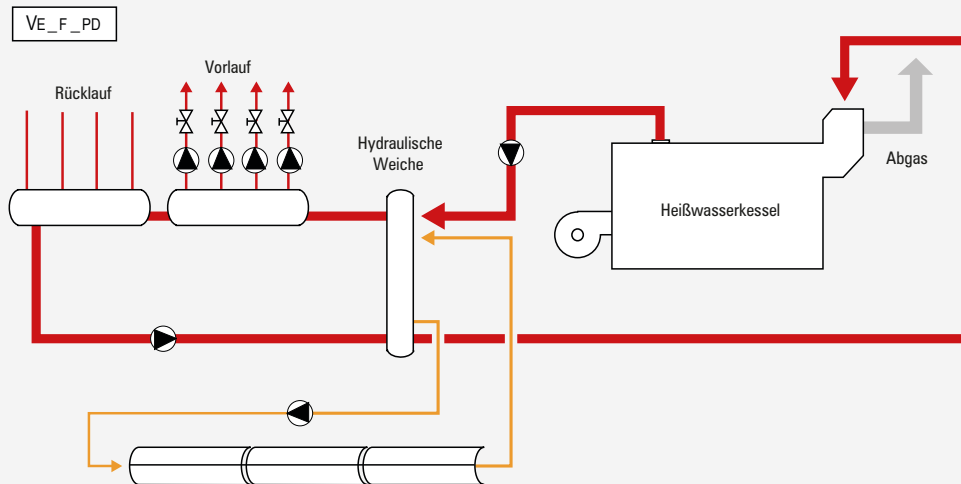 VE_F_PD
Vorlauf
Rücklauf
Hydraulische
Weiche
Abgas
Heißwasserkessel